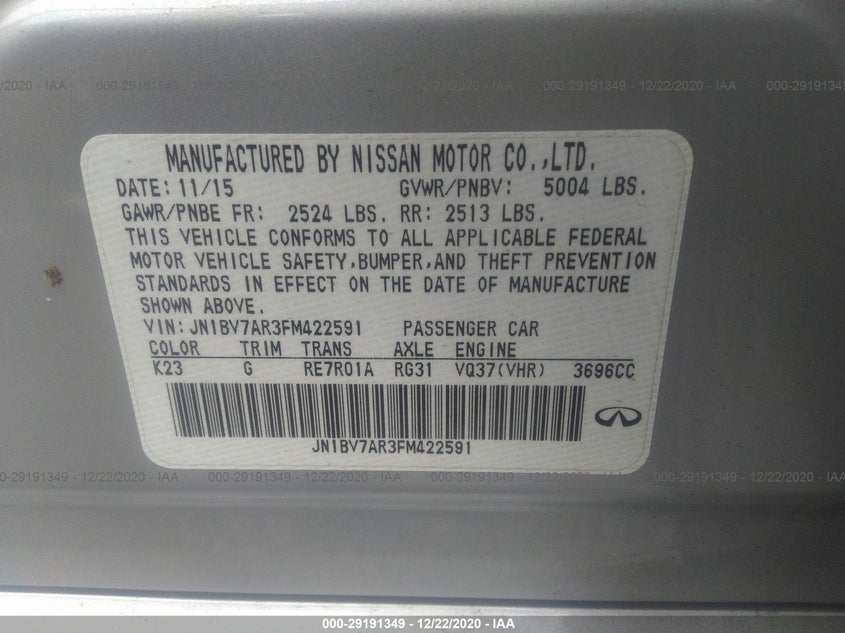 000-29191349 - 12/22/2020 - IAA
MANUFACTURED BY NISSAN MOTOR CO.,LTD.
DATE: 11/15 GVWR/PNBV: 5004 LBS.
GAWR/PNBE FR: 2524 LBS. RR: 2513 LBS.
THIS VEHICLE CONFORMS TO ALL APPLICABLE FEDERAL
MOTOR VEHICLE SAFETY,BUMPER,AND THEFT PREVENTION
STANDARDS IN EFFECT ON THE DATE OF MANUFACTURE
SHOWN ABOVE.
VIN: JN1BV7AR3FM422591 PASSENGER CAR
COLOR TRIM TRANS AXLE ENGINE
K23 G RE7R01A RG31 VQ37(VHR) 3696CC
JN1BV7AR3FM422591
000-29191349 - 12/22/2020 - IAA
000-29191349 - 12/22/2020 - IAA